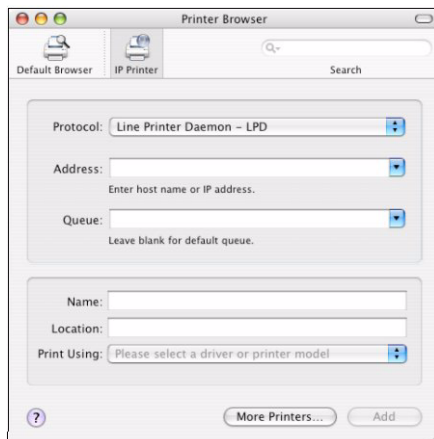 Printer Browser
Default Browser
IP Printer
Search
Protocol: Line Printer Daemon – LPD
Address:
Enter host name or IP address.
Queue:
Leave blank for default queue.
Name:
Location:
Print Using: Please select a driver or printer model
?
More Printers...
Add